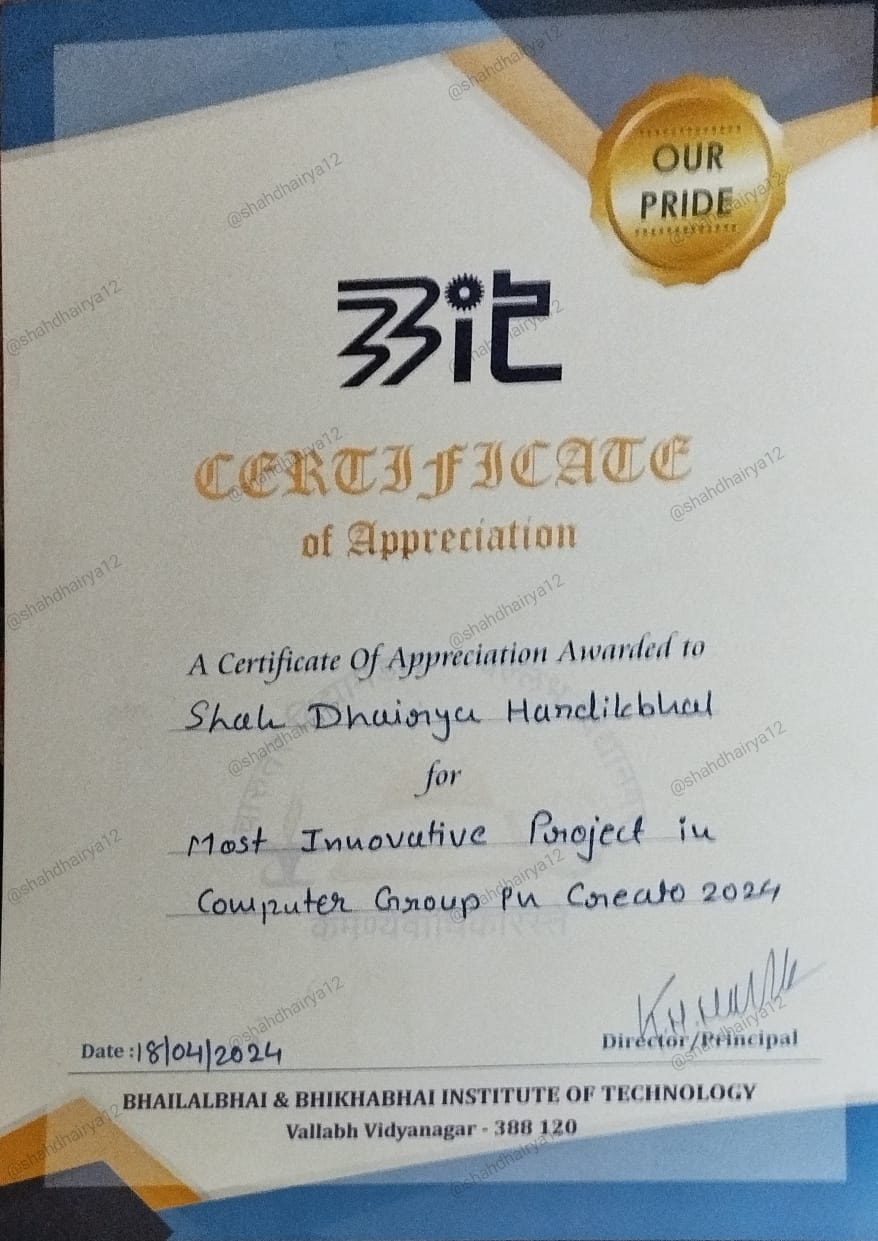 OUR
PRIDE
BBit
CERTIFICATE
of Appreciation
A Certificate Of Appreciation Awarded to
Shah Dhairya Hardikbhai
for
Most Innovative Project in
Computer Group in Create 2024
Date : 18/04/2024
Director/Principal
BHAILALBHAI & BHIKHABHAI INSTITUTE OF TECHNOLOGY
Vallabh Vidyanagar - 388 120
@shahdhairya12